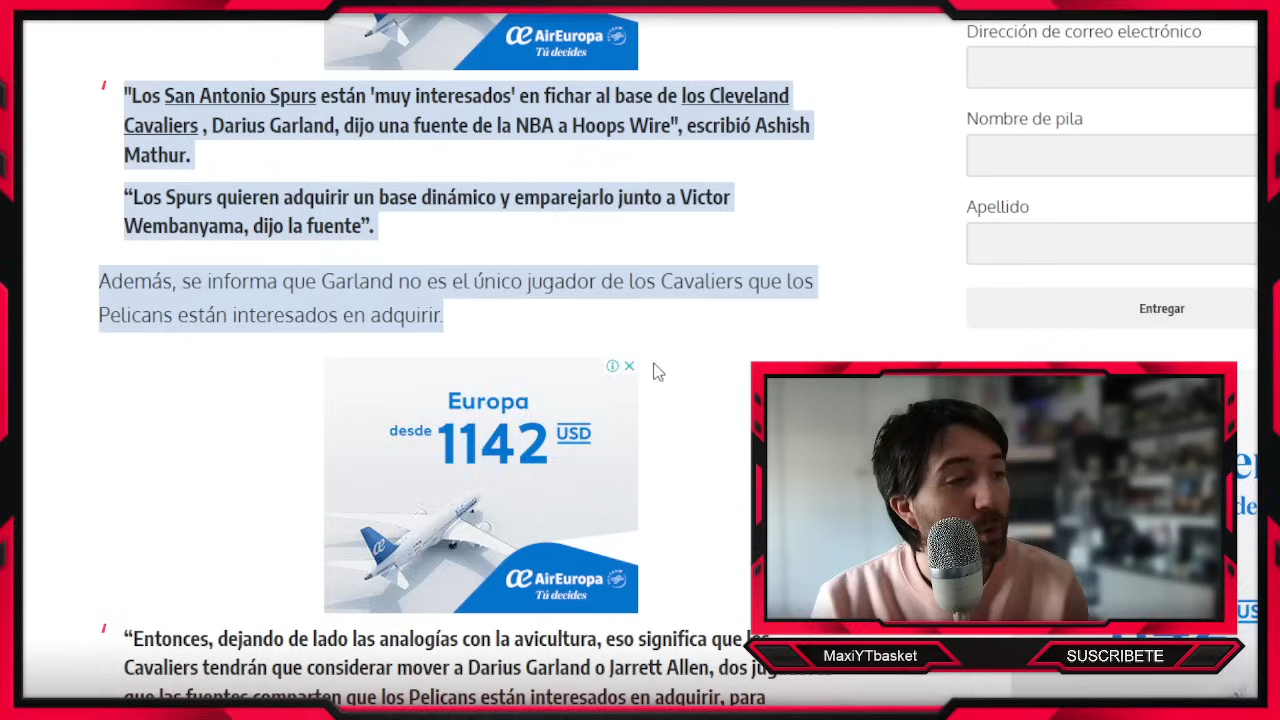 AirEuropa
Tú decides
"Los San Antonio Spurs están 'muy interesados' en fichar al base de los Cleveland
Cavaliers , Darius Garland, dijo una fuente de la NBA a Hoops Wire", escribió Ashish
Mathur.
“Los Spurs quieren adquirir un base dinámico y emparejarlo junto a Victor
Wembanyama, dijo la fuente”.
Además, se informa que Garland no es el único jugador de los Cavaliers que los
Pelicans están interesados en adquirir.
Europa
desde 1142 USD
AirEuropa
Tú decides
“Entonces, dejando de lado las analogías con la avicultura, eso significa que los
Cavaliers tendrán que considerar mover a Darius Garland o Jarrett Allen, dos
que las fuentes comparten que los Pelicans están interesados en adquirir, para
Dirección de correo electrónico
Nombre de pila
Apellido
Entregar
MaxiYTbasket
SUSCRIBETE